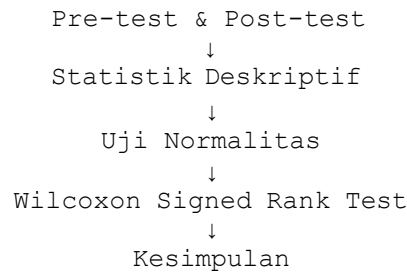 Pre-test & Post-test
↓
Statistik Deskriptif
↓
Uji Normalitas
↓
Wilcoxon Signed Rank Test
↓
Kesimpulan